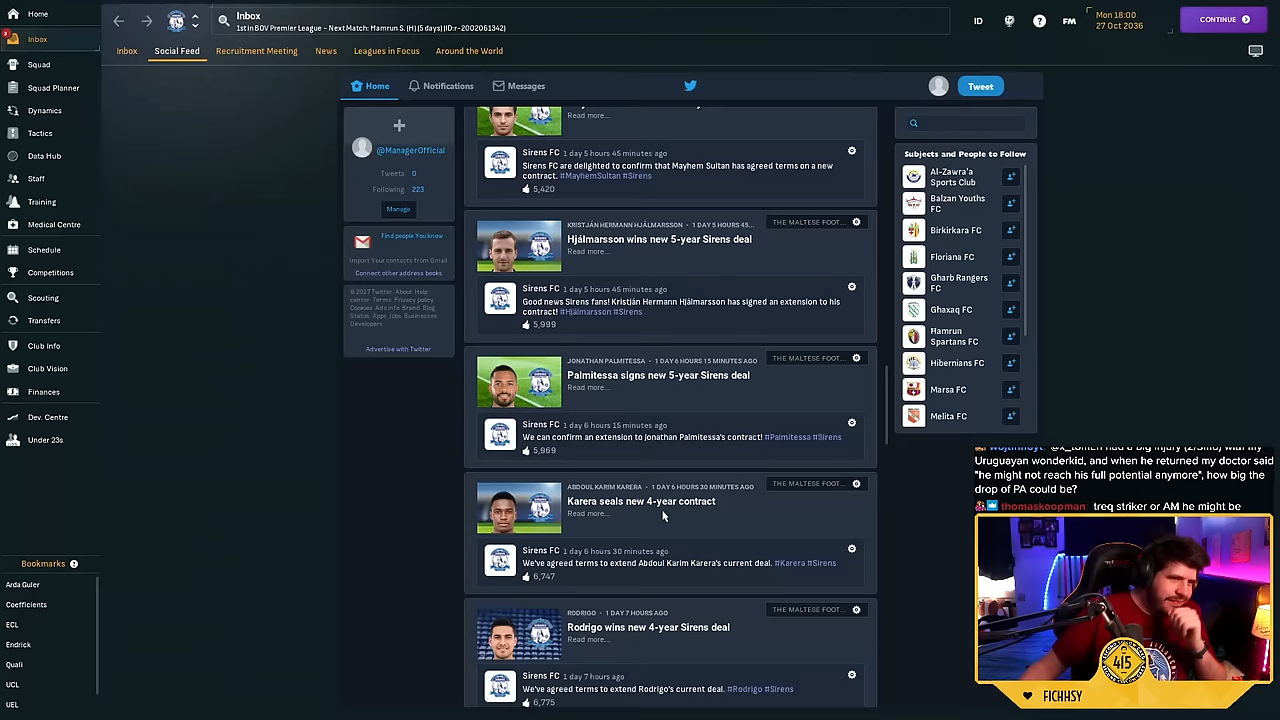 Inbox
1st in BOV Premier League - Next Match: Hamrun S. (H) (5 days) (ID:r-2002061342)
ID
FM
Mon 18:00
27 Oct 2036
CONTINUE
3
Inbox
Social Feed
Recruitment Meeting
News
Leagues in Focus
Around the World
Home
Inbox
Squad
Squad Planner
Dynamics
Tactics
Data Hub
Staff
Training
Medical Centre
Schedule
Competitions
Scouting
Transfers
Club Info
Club Vision
Finances
Dev. Centre
Under 23s
Bookmarks ?
Arda Guler
Coefficients
ECL
Endrick
Quali
UCL
UEL
Home
Notifications
Messages
Tweet
@ManagerOfficial
Tweets 0
Following 223
Manage
Find people You know
Import Your contacts from Gmail
Connect other address books
© 2017 Twitter About Help
center Terms Privacy policy
Cookies Ads info Brand Blog
Status Apps Jobs Businesses
Developers
Advertise with Twitter
Read more...
Sirens FC 1 day 5 hours 45 minutes ago
Sirens FC are delighted to confirm that Mayhem Sultan has agreed terms on a new
contract. #MayhemSultan #Sirens
5,420
KRISTJÁN HERMANN HJÁLMARSSON - 1 DAY 5 HOURS 45...
THE MALTESE FOOT...
Hjálmarsson wins new 5-year Sirens deal
Read more...
Sirens FC 1 day 5 hours 45 minutes ago
Good news Sirens fans! Kristján Hermann Hjálmarsson has signed an extension to his
contract! #Hjálmarsson #Sirens
5,999
JONATHAN PALMITESSA - 1 DAY 6 HOURS 15 MINUTES AGO
THE MALTESE FOOT...
Palmitessa signs new 5-year Sirens deal
Read more...
Sirens FC 1 day 6 hours 15 minutes ago
We can confirm an extension to Jonathan Palmitessa's contract! #Palmitessa #Sirens
5,969
ABDOUL KARIM KARERA - 1 DAY 6 HOURS 30 MINUTES AGO
THE MALTESE FOOT...
Karera seals new 4-year contract
Read more...
Sirens FC 1 day 6 hours 30 minutes ago
We've agreed terms to extend Abdoul Karim Karera's current deal. #Karera #Sirens
6,747
RODRIGO - 1 DAY 7 HOURS AGO
THE MALTESE FOOT...
Rodrigo wins new 4-year Sirens deal
Read more...
Sirens FC 1 day 7 hours ago
We've agreed terms to extend Rodrigo's current deal. #Rodrigo #Sirens
6,775
Subjects and People to Follow
Al-Zawra'a
Sports Club
Balzan Youths
FC
Birkirkara FC
Floriana FC
Gharb Rangers
FC
Ghaxaq FC
Hamrun
Spartans FC
Hibernians FC
Marsa FC
Melita FC
had a big injury (2/3mo) with my
Uruguayan wonderkid, and when he returned my doctor said
"he might not reach his full potential anymore", how big the
drop of PA could be?
thomaskoopman: treq striker or AM he might be
415
FICHHSY